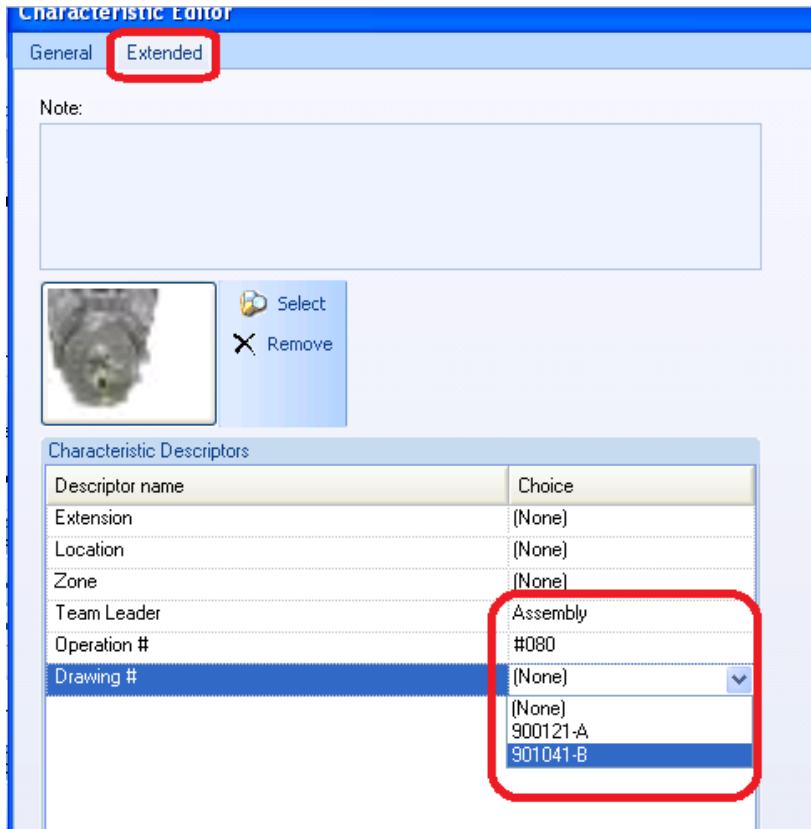 Characteristic Editor
General Extended
Note:
Select
Remove
Characteristic Descriptors
Descriptor name Choice
Extension (None)
Location (None)
Zone (None)
Team Leader Assembly
Operation # #080
Drawing # (None)
(None)
900121-A
901041-B